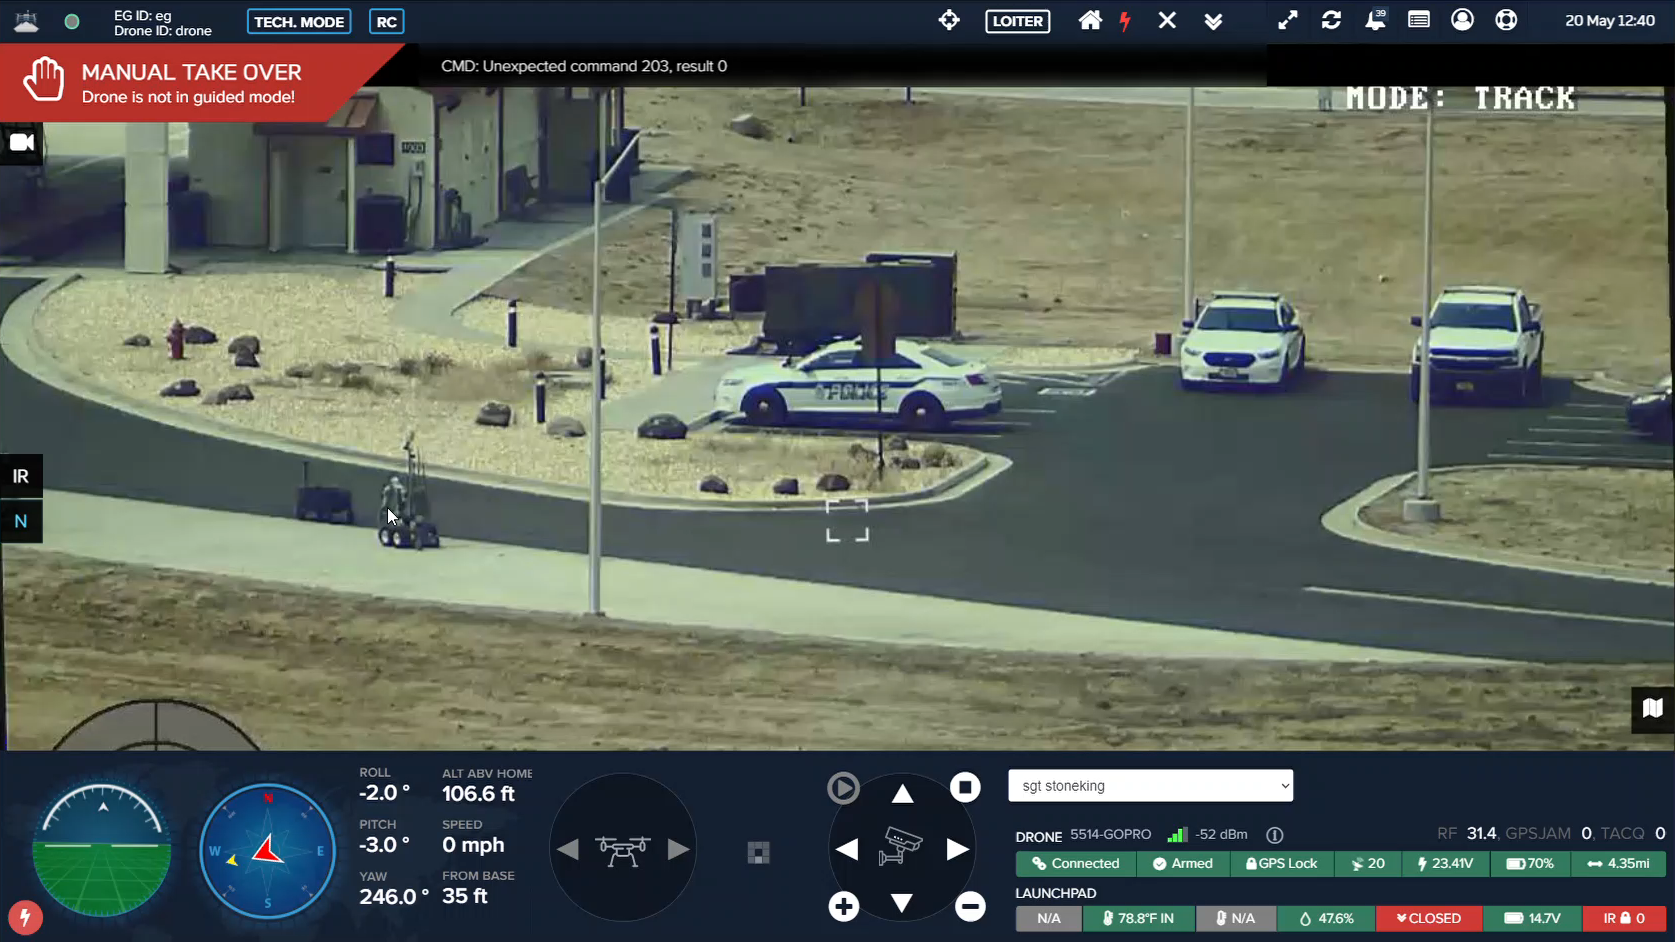 EG ID: eg
Drone ID: drone
TECH. MODE
RC
LOITER
39
20 May 12:40
MANUAL TAKE OVER
Drone is not in guided mode!
CMD: Unexpected command 203, result 0
MODE: TRACK
POLICE
IR
N
N
W
E
S
ROLL
-2.0 °
PITCH
-3.0 °
YAW
246.0 °
ALT ABV HOME
106.6 ft
SPEED
0 mph
FROM BASE
35 ft
sgt stoneking
DRONE 5514-GOPRO -52 dBm
RF 31.4, GPSJAM 0, TACQ 0
Connected Armed GPS Lock 20 23.41V 70% 4.35mi
LAUNCHPAD
N/A 78.8°F IN N/A 47.6% CLOSED 14.7V IR 0